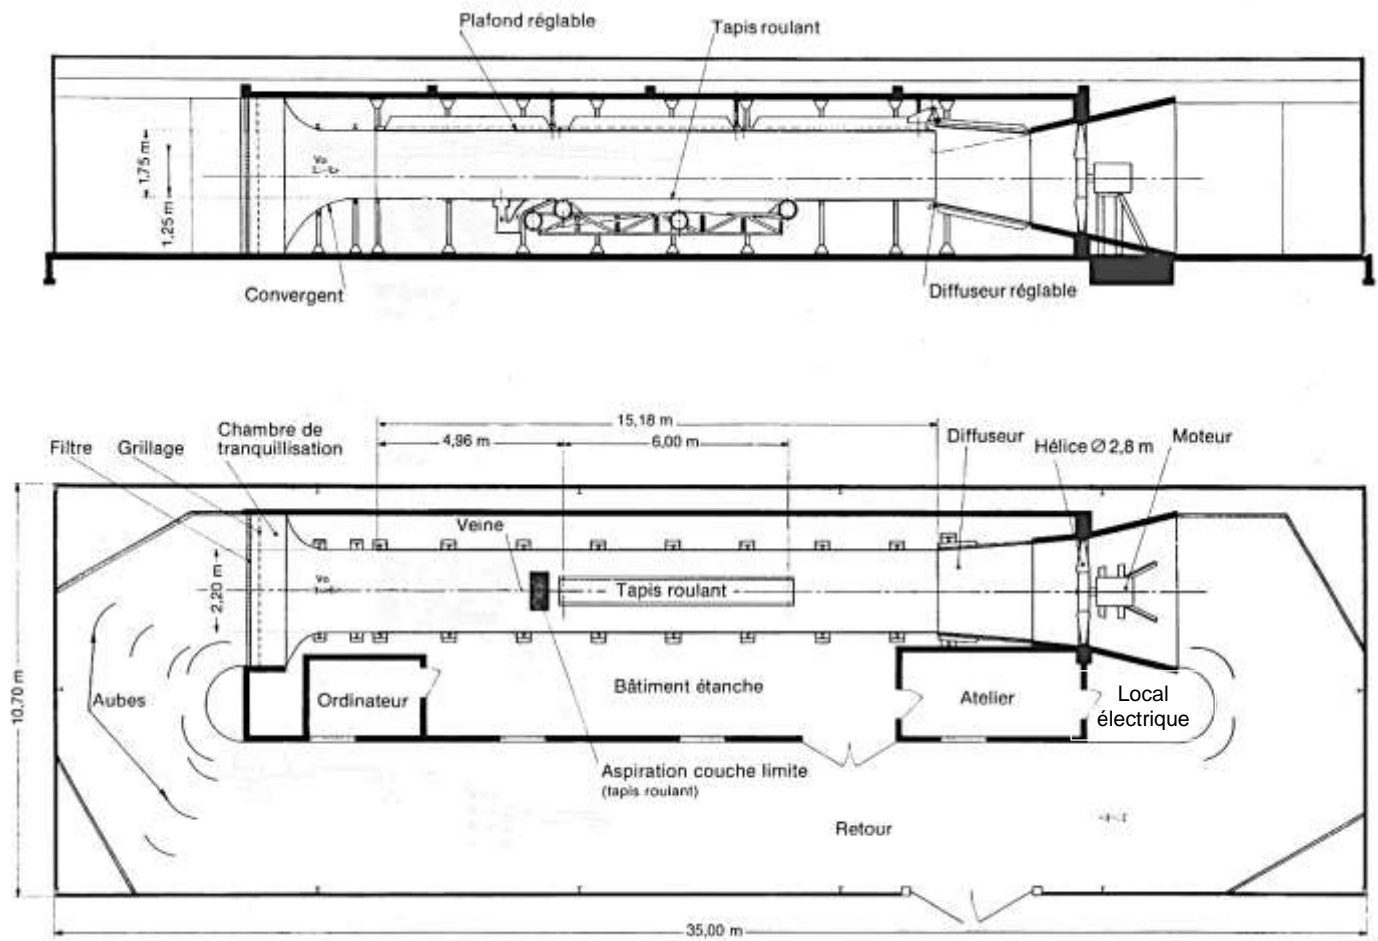 Plafond réglable
Tapis roulant
1,75 m
1,25 m
Vo
Convergent
Diffuseur réglable
15,18 m
4,96 m
6,00 m
Filtre
Grillage
Chambre de
tranquillisation
Diffuseur
Hélice Ø 2,8 m
Moteur
Veine
2,20 m
Vo
Tapis roulant
10,70 m
Aubes
Ordinateur
Bâtiment étanche
Atelier
Local
électrique
Aspiration couche limite
(tapis roulant)
Retour
35,00 m